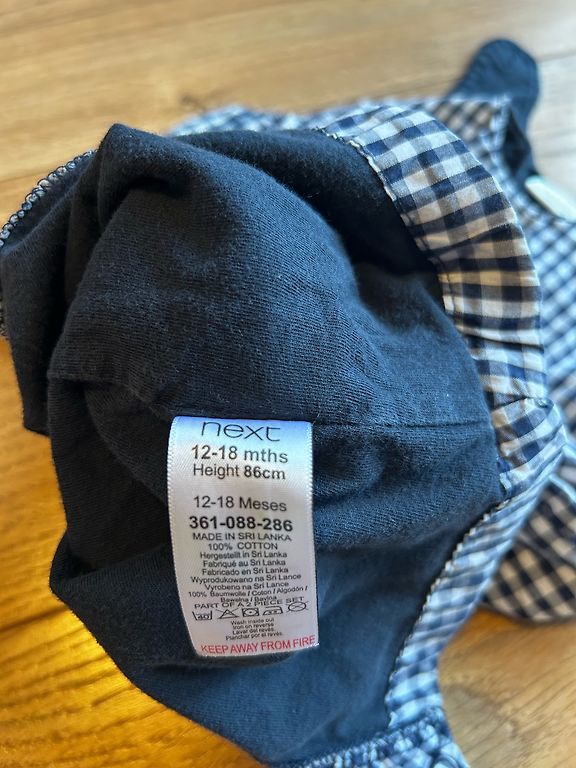 next
12-18 mths
Height 86cm
12-18 Meses
361-088-286
MADE IN SRI LANKA
100% COTTON
Hergestellt in Sri Lanka
Fabriqué au Sri Lanka
Fabricado en Sri Lanka
Wyprodukowano na Sri Lance
Vyrobeno na Sri Lance
100% Baumwolle / Coton / Algodón /
Bawełna / Bavlna
PART OF A 2 PIECE SET
40
Wash inside out
Iron on reverse
Lavar del revés.
Planchar por el revés.
KEEP AWAY FROM FIRE